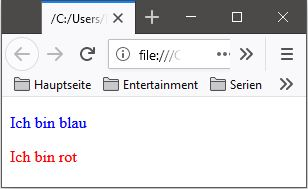 /C:/Users/
file:///C
Hauptseite Entertainment Serien
Ich bin blau
Ich bin rot